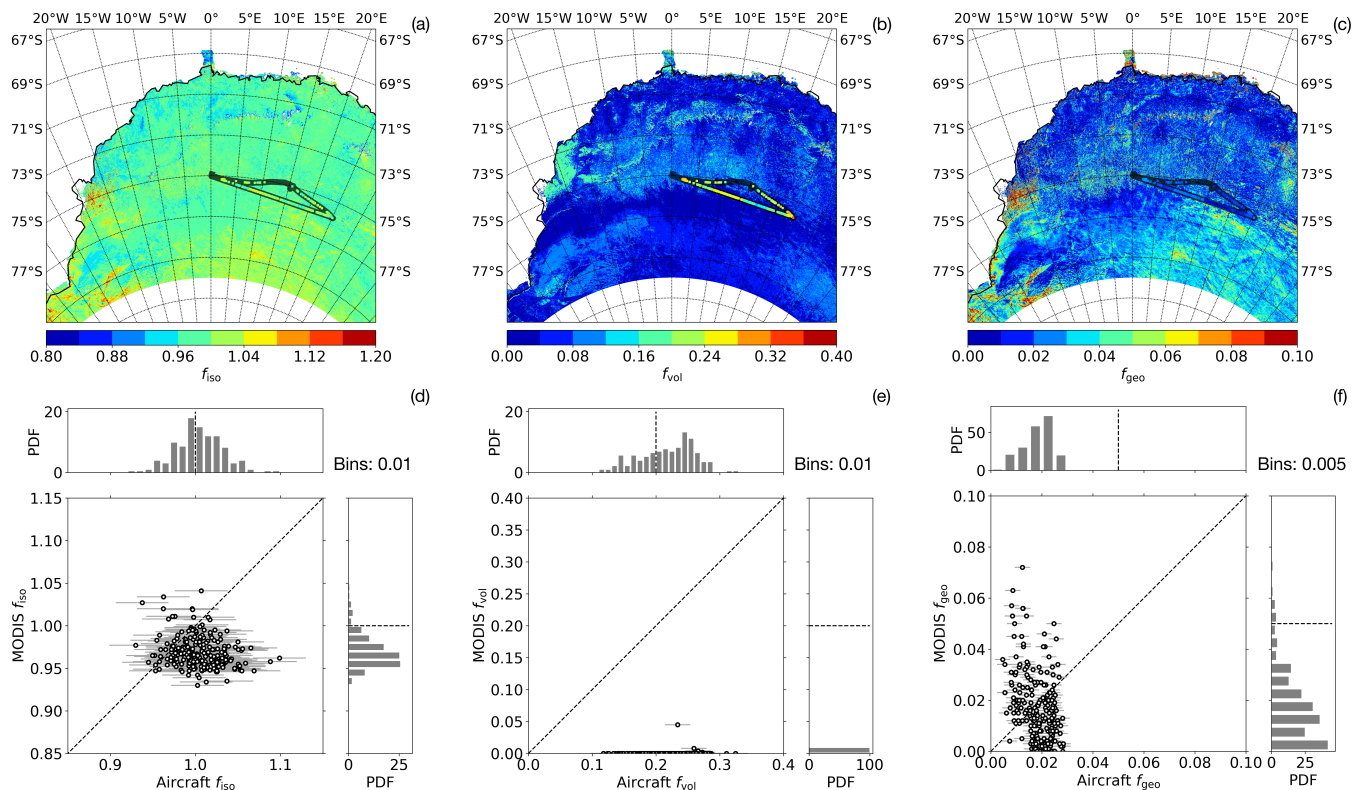 20°W 15°W 10°W 5°W 0° 5°E 10°E 15°E 20°E (a)
67°S 67°S
69°S 69°S
71°S 71°S
73°S 73°S
75°S 75°S
77°S 77°S
0.80 0.88 0.96 1.04 1.12 1.20
f_iso
20°W 15°W 10°W 5°W 0° 5°E 10°E 15°E 20°E (b)
67°S 67°S
69°S 69°S
71°S 71°S
73°S 73°S
75°S 75°S
77°S 77°S
0.00 0.08 0.16 0.24 0.32 0.40
f_vol
20°W 15°W 10°W 5°W 0° 5°E 10°E 15°E 20°E (c)
67°S 67°S
69°S 69°S
71°S 71°S
73°S 73°S
75°S 75°S
77°S 77°S
0.00 0.02 0.04 0.06 0.08 0.10
f_geo
(d)
20
0
PDF
Bins: 0.01
1.15
1.10
1.05
1.00
0.95
0.90
0.85
MODIS f_iso
0.9 1.0 1.1
Aircraft f_iso
0 25
PDF
(e)
20
0
PDF
Bins: 0.01
0.40
0.35
0.30
0.25
0.20
0.15
0.10
0.05
0.00
MODIS f_vol
0.0 0.1 0.2 0.3 0.4
Aircraft f_vol
0 100
PDF
(f)
50
0
PDF
Bins: 0.005
0.10
0.08
0.06
0.04
0.02
0.00
MODIS f_geo
0.00 0.02 0.04 0.06 0.08 0.10
Aircraft f_geo
0 25
PDF